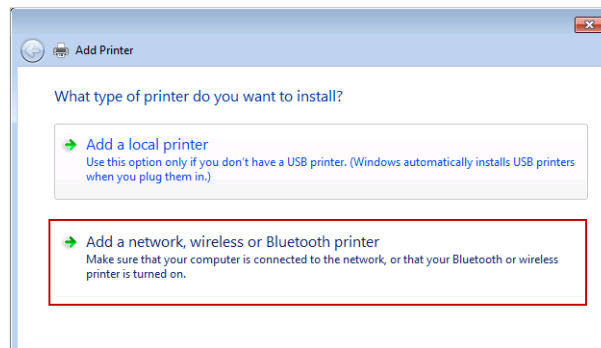 Add Printer
What type of printer do you want to install?
Add a local printer
Use this option only if you don't have a USB printer. (Windows automatically installs USB printers
when you plug them in.)
Add a network, wireless or Bluetooth printer
Make sure that your computer is connected to the network, or that your Bluetooth or wireless
printer is turned on.